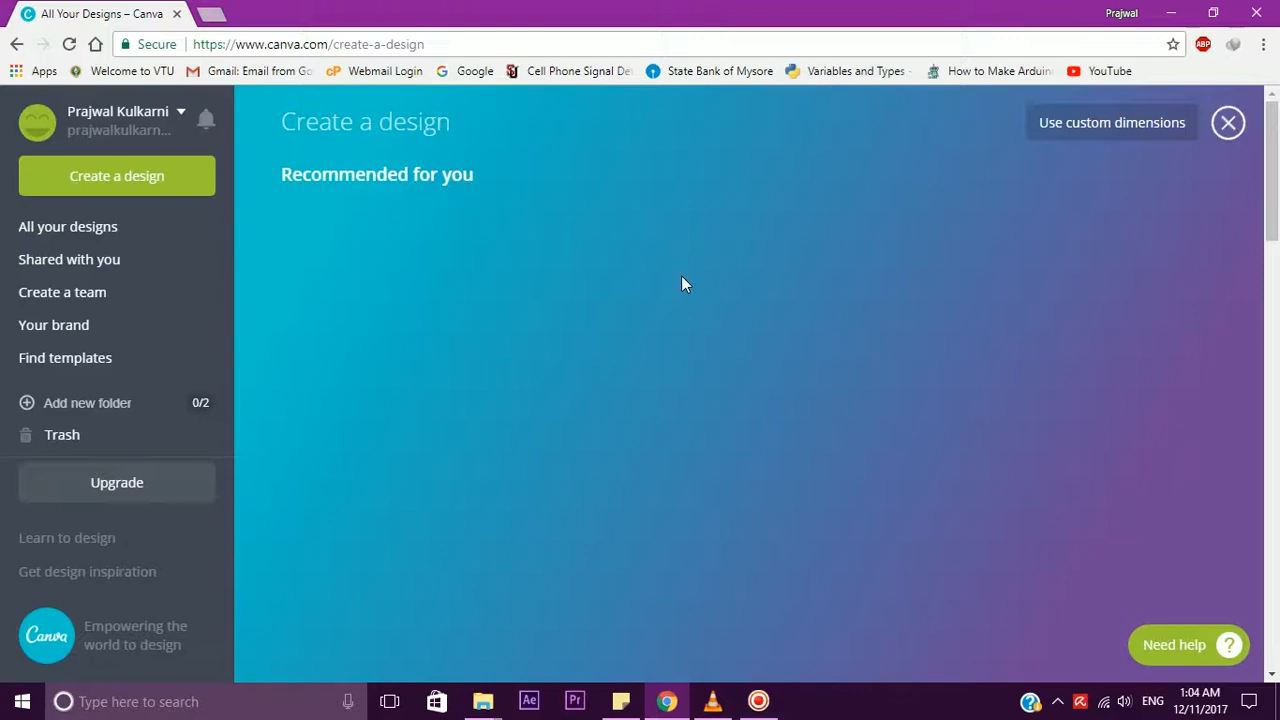 All Your Designs – Canva
Prajwal
Secure
https://www.canva.com/create-a-design
ABP
Apps
Welcome to VTU
Gmail: Email from Go
cP
Webmail Login
Google
Cell Phone Signal De
State Bank of Mysore
Variables and Types -
How to Make Arduin
YouTube
Prajwal Kulkarni
prajwalkulkarn...
Create a design
All your designs
Shared with you
Create a team
Your brand
Find templates
Add new folder 0/2
Trash
Upgrade
Learn to design
Get design inspiration
Canva
Empowering the
world to design
Create a design
Use custom dimensions
Recommended for you
Need help ?
Type here to search
Ae
Pr
ENG
1:04 AM
12/11/2017